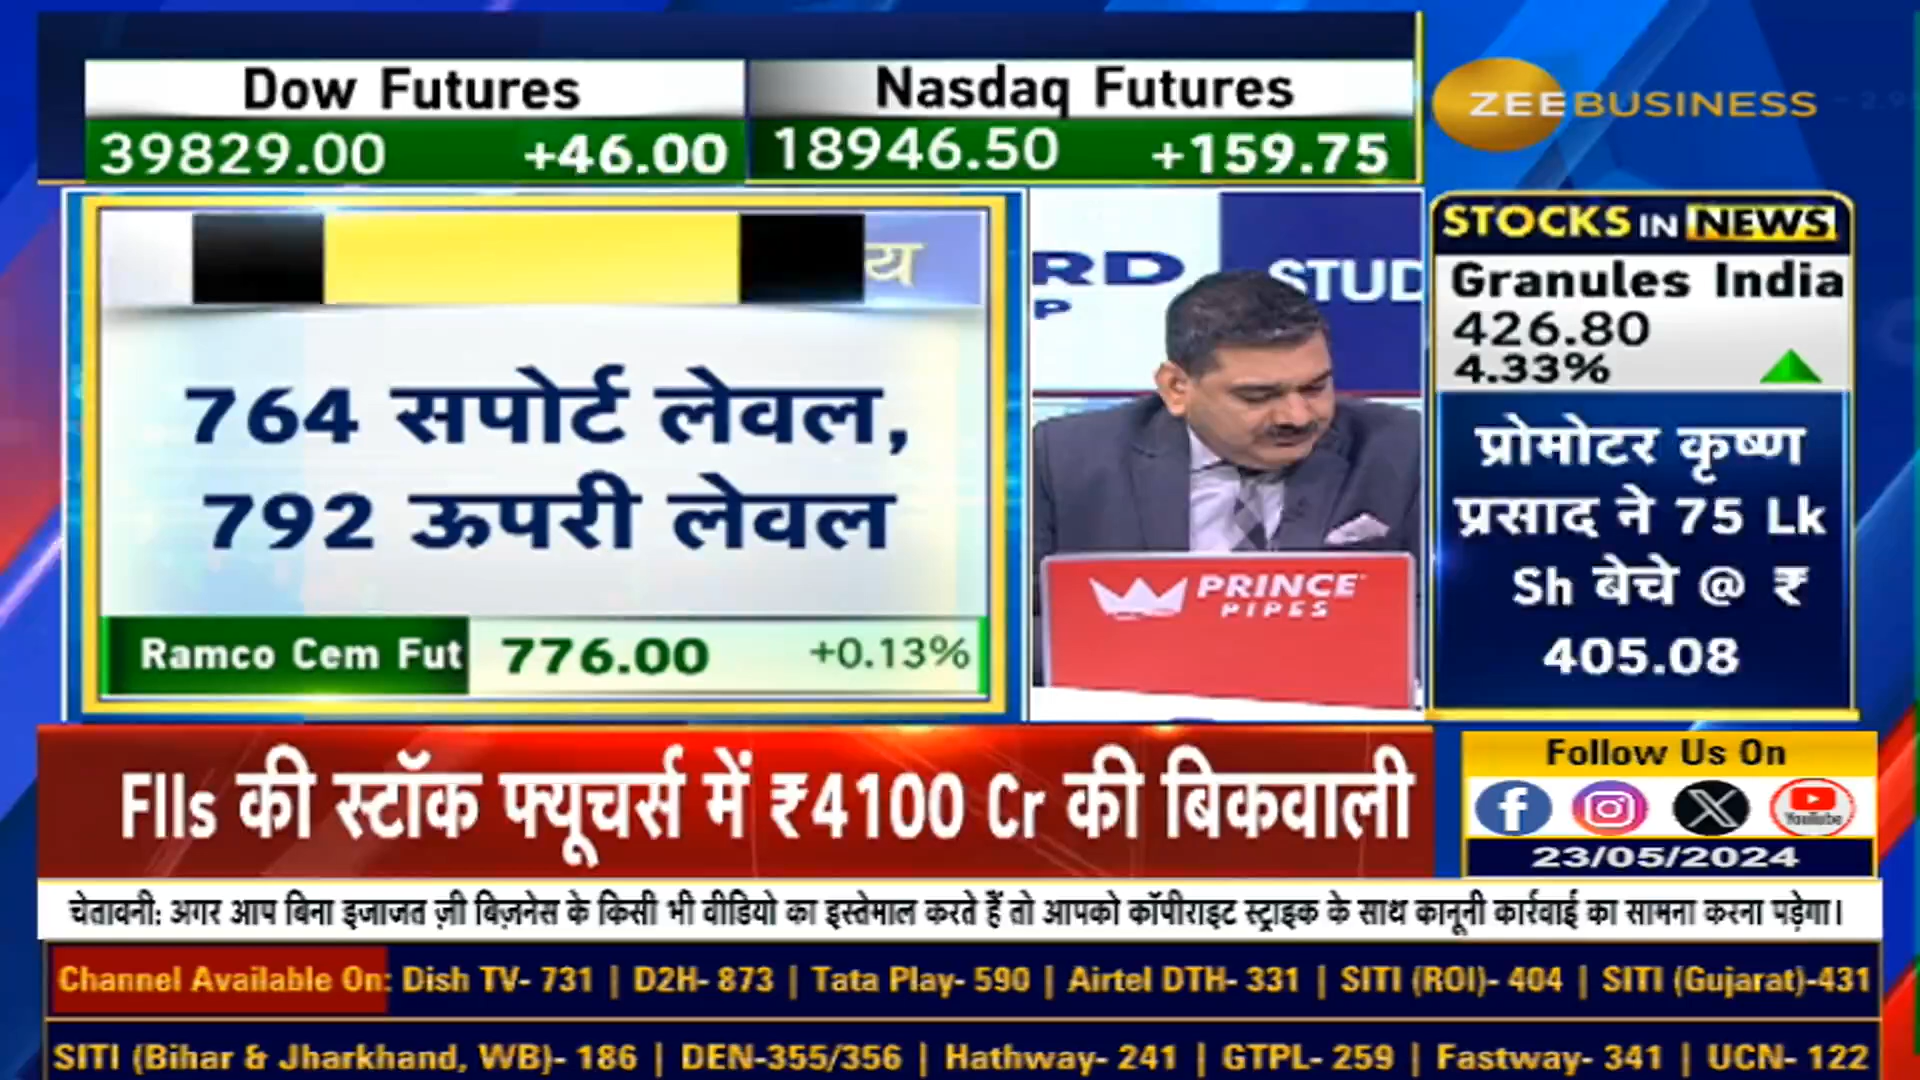 Dow Futures
39829.00 +46.00
Nasdaq Futures
18946.50 +159.75
ZEEBUSINESS
764 सपोर्ट लेवल,
792 ऊपरी लेवल
Ramco Cem Fut 776.00 +0.13%
STUD
PRINCE
PIPES
STOCKS IN NEWS
Granules India
426.80
4.33%
प्रोमोटर कृष्ण
प्रसाद ने 75 Lk
Sh बेचे @ ₹
405.08
FIIs की स्टॉक फ्यूचर्स में ₹4100 Cr की बिकवाली
Follow Us On
YouTube
23/05/2024
चेतावनी: अगर आप बिना इजाजत ज़ी बिज़नेस के किसी भी वीडियो का इस्तेमाल करते हैं तो आपको कॉपीराइट स्ट्राइक के साथ कानूनी कार्रवाई का सामना करना पड़ेगा।
Channel Available On: Dish TV- 731 | D2H- 873 | Tata Play- 590 | Airtel DTH- 331 | SITI (ROI)- 404 | SITI (Gujarat)-431
SITI (Bihar & Jharkhand, WB)- 186 | DEN-355/356 | Hathway- 241 | GTPL- 259 | Fastway- 341 | UCN- 122